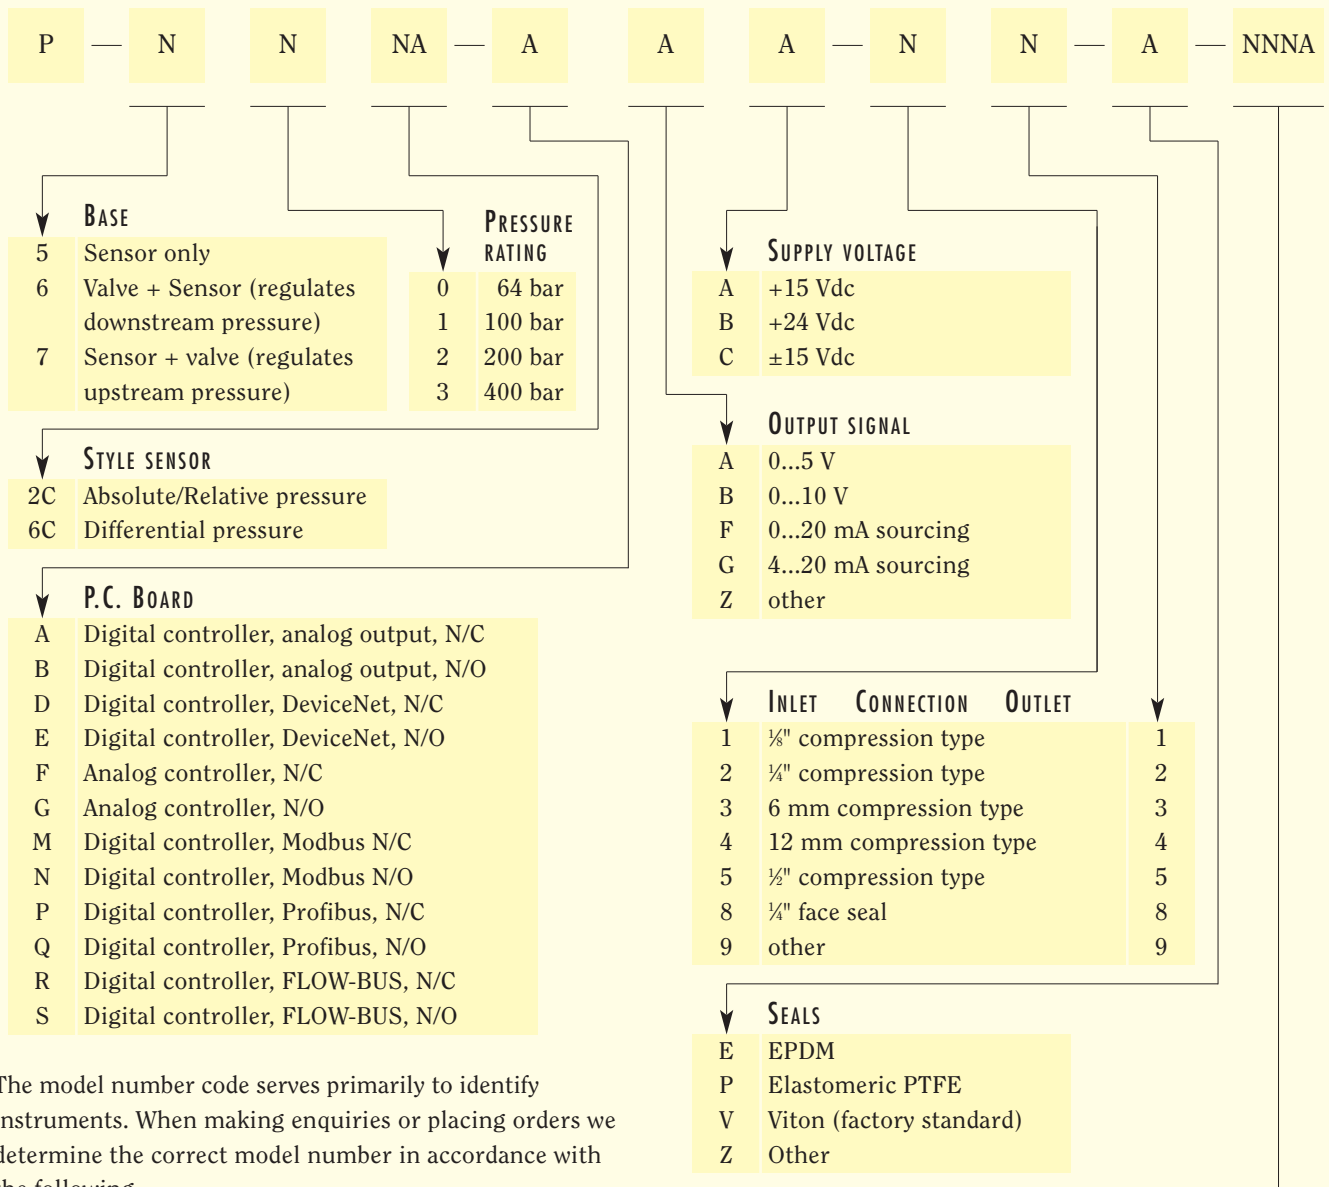 P — N N NA — A A A — N N — A — NNNA
BASE
5 Sensor only
6 Valve + Sensor (regulates
downstream pressure)
7 Sensor + valve (regulates
upstream pressure)
PRESSURE
RATING
0 64 bar
1 100 bar
2 200 bar
3 400 bar
STYLE SENSOR
2C Absolute/Relative pressure
6C Differential pressure
P.C. BOARD
A Digital controller, analog output, N/C
B Digital controller, analog output, N/O
D Digital controller, DeviceNet, N/C
E Digital controller, DeviceNet, N/O
F Analog controller, N/C
G Analog controller, N/O
M Digital controller, Modbus N/C
N Digital controller, Modbus N/O
P Digital controller, Profibus, N/C
Q Digital controller, Profibus, N/O
R Digital controller, FLOW-BUS, N/C
S Digital controller, FLOW-BUS, N/O
The model number code serves primarily to identify
instruments. When making enquiries or placing orders we
determine the correct model number in accordance with
the following
SUPPLY VOLTAGE
A +15 Vdc
B +24 Vdc
C ±15 Vdc
OUTPUT SIGNAL
A 0...5 V
B 0...10 V
F 0...20 mA sourcing
G 4...20 mA sourcing
Z other
INLET CONNECTION OUTLET
1 ⅛" compression type 1
2 ¼" compression type 2
3 6 mm compression type 3
4 12 mm compression type 4
5 ½" compression type 5
8 ¼" face seal 8
9 other 9
SEALS
E EPDM
P Elastomeric PTFE
V Viton (factory standard)
Z Other